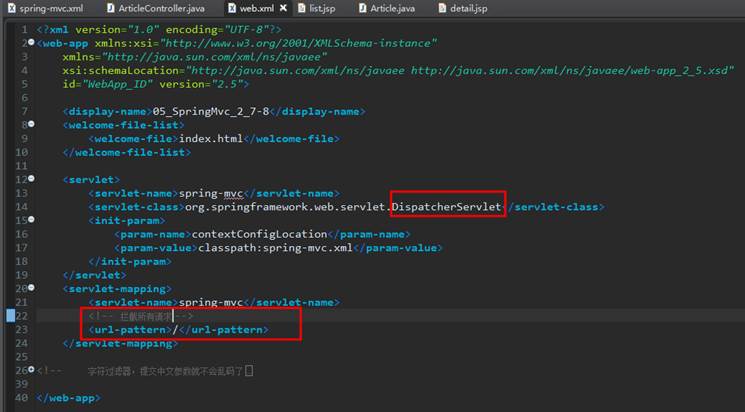 spring-mvc.xml ArticleController.java web.xml list.jsp Article.java detail.jsp
1 <?xml version="1.0" encoding="UTF-8"?>
2 <web-app xmlns:xsi="http://www.w3.org/2001/XMLSchema-instance"
3 xmlns="http://java.sun.com/xml/ns/javaee"
4 xsi:schemaLocation="http://java.sun.com/xml/ns/javaee http://java.sun.com/xml/ns/javaee/web-app_2_5.xsd"
5 id="WebApp_ID" version="2.5">
6
7 <display-name>05_SpringMvc_2_7-8</display-name>
8 <welcome-file-list>
9 <welcome-file>index.html</welcome-file>
10 </welcome-file-list>
11
12 <servlet>
13 <servlet-name>spring-mvc</servlet-name>
14 <servlet-class>org.springframework.web.servlet.DispatcherServlet</servlet-class>
15 <init-param>
16 <param-name>contextConfigLocation</param-name>
17 <param-value>classpath:spring-mvc.xml</param-value>
18 </init-param>
19 </servlet>
20 <servlet-mapping>
21 <servlet-name>spring-mvc</servlet-name>
22 <!-- 拦截所有请求-->
23 <url-pattern>/</url-pattern>
24 </servlet-mapping>
25
26 <!-- 字符过滤器，提交中文参数就不会乱码了
39
40 </web-app>